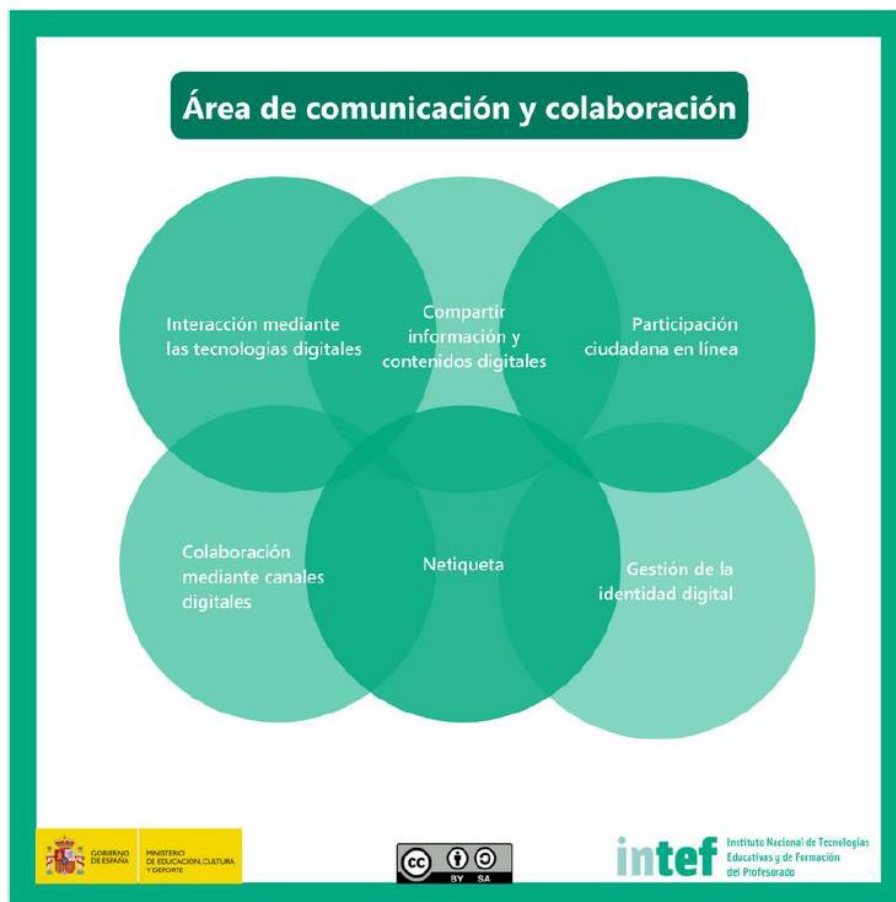 Área de comunicación y colaboración
Interacción mediante
las tecnologías digitales
Compartir
información y
contenidos digitales
Participación
ciudadana en línea
Colaboración
mediante canales
digitales
Netiqueta
Gestión de la
identidad digital
GOBIERNO
DE ESPAÑA
MINISTERIO
DE EDUCACIÓN, CULTURA
Y DEPORTE
cc
BY SA
intef
Instituto Nacional de Tecnologías
Educativas y de Formación
del Profesorado